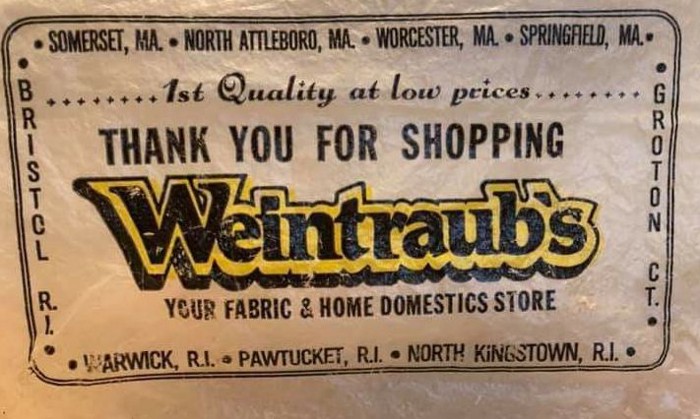 • SOMERSET, MA. • NORTH ATTLEBORO, MA. • WORCESTER, MA. • SPRINGFIELD, MA. •
• BRISTOL R.I. •
........1st Quality at low prices........
THANK YOU FOR SHOPPING
Weintraub's
YOUR FABRIC & HOME DOMESTICS STORE
• GROTON CT. •
• WARWICK, R.I. • PAWTUCKET, R.I. • NORTH KINGSTOWN, R.I. •